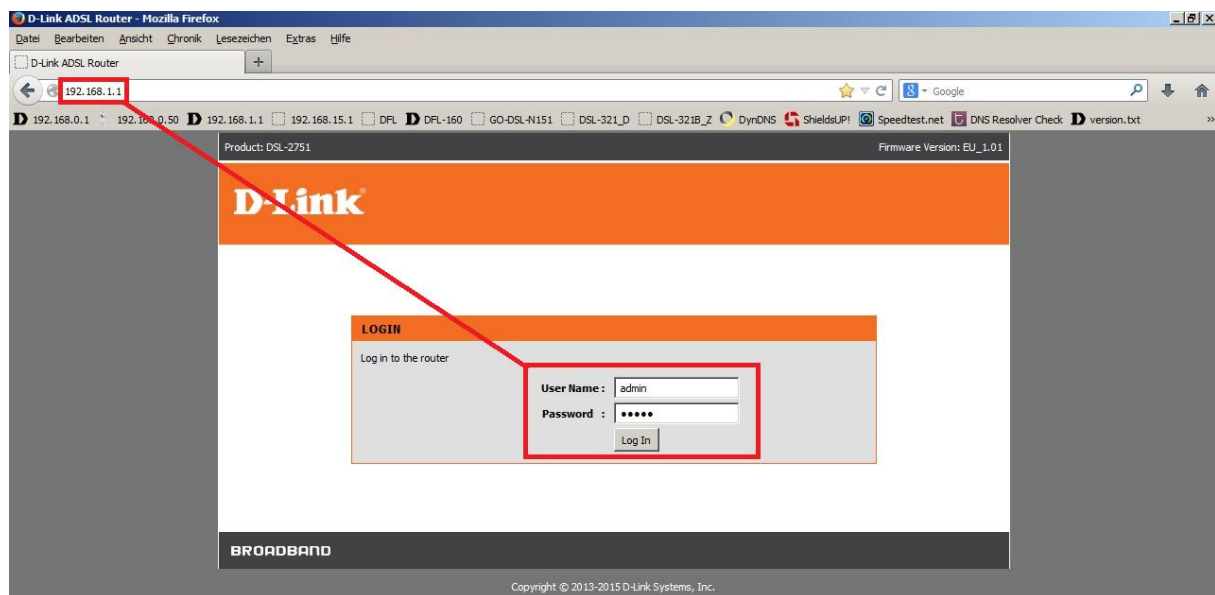 D-Link ADSL Router - Mozilla Firefox
Datei Bearbeiten Ansicht Chronik Lesezeichen Extras Hilfe
D-Link ADSL Router +
192.168.1.1 Google
192.168.0.1 192.168.0.50 192.168.1.1 192.168.15.1 DFL DFL-160 GO-DSL-N151 DSL-321_D DSL-321B_Z DynDNS ShieldsUP! Speedtest.net DNS Resolver Check version.txt »
Product: DSL-2751 Firmware Version: EU_1.01
D-Link
LOGIN
Log in to the router
User Name : admin
Password : •••••
Log In
BROADBAND
Copyright © 2013-2015 D-Link Systems, Inc.